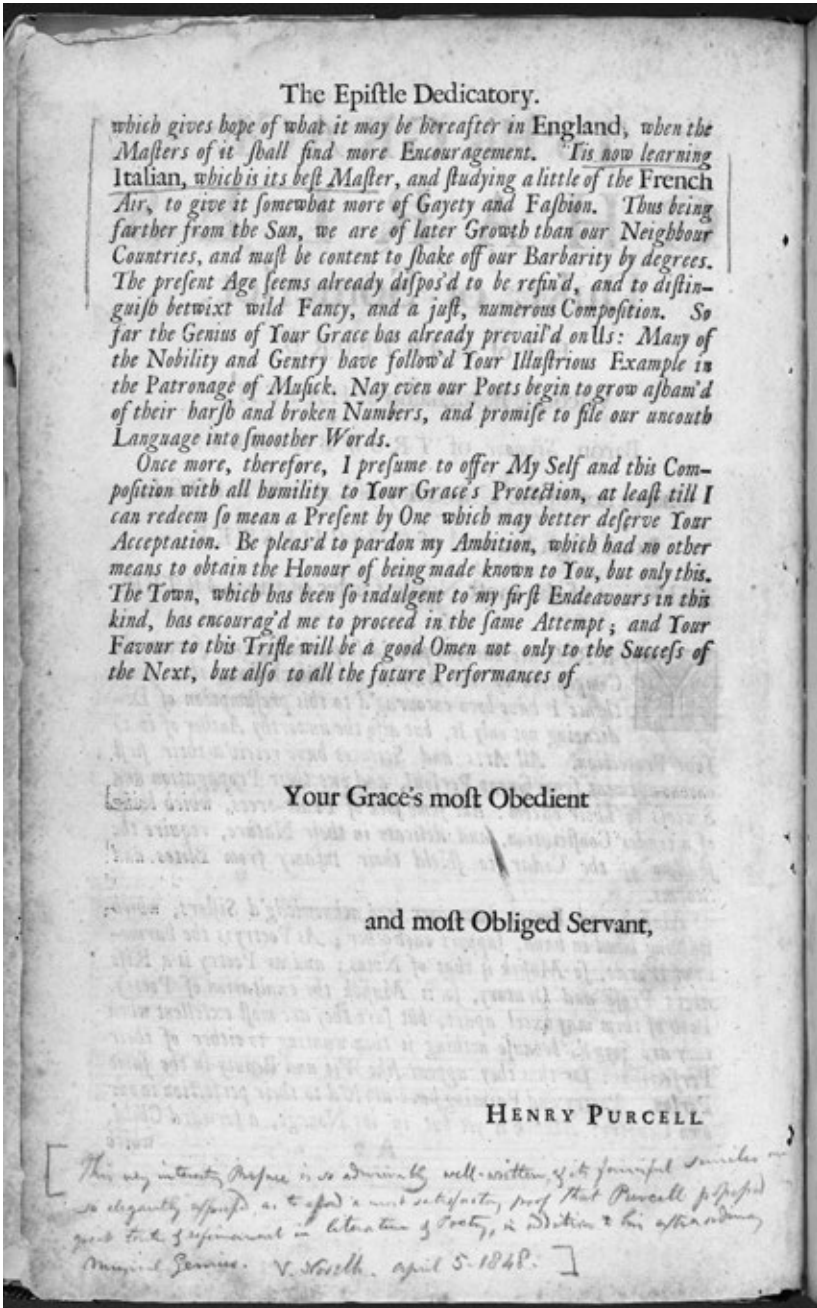 The Epiſtle Dedicatory.
which gives hope of what it may be hereafter in England, when the
Maſters of it ſhall find more Encouragement. 'Tis now learning
Italian, which is its beſt Maſter, and ſtudying a little of the French
Air, to give it ſomewhat more of Gayety and Faſhion. Thus being
farther from the Sun, we are of later Growth than our Neighbour
Countries, and muſt be content to ſhake off our Barbarity by degrees.
The preſent Age ſeems already diſpos'd to be refin'd, and to diſtin-
guiſh betwixt wild Fancy, and a juſt, numerous Compoſition. So
far the Genius of Your Grace has already prevail'd on Us: Many of
the Nobility and Gentry have follow'd Your Illuſtrious Example in
the Patronage of Muſick. Nay even our Poets begin to grow aſham'd
of their harſh and broken Numbers, and promiſe to file our uncouth
Language into ſmoother Words.
Once more, therefore, I preſume to offer My Self and this Com-
poſition with all humility to Your Grace's Protection, at leaſt till I
can redeem ſo mean a Preſent by One which may better deſerve Your
Acceptation. Be pleas'd to pardon my Ambition, which had no other
means to obtain the Honour of being made known to You, but only this.
The Town, which has been ſo indulgent to my firſt Endeavours in this
kind, has encourag'd me to proceed in the ſame Attempt; and Your
Favour to this Trifle will be a good Omen not only to the Succeſs of
the Next, but alſo to all the future Performances of
Your Grace's moſt Obedient
and moſt Obliged Servant,
HENRY PURCELL
[This very interesting Preface is so admirably well-written, & its fanciful similies are
so elegantly expressed, as to afford a most satisfactory proof that Purcell possessed
great Taste & refinement in literature & Poetry, in addition to his extraordinary
musical Genius. V. Novello. April 5. 1848.]